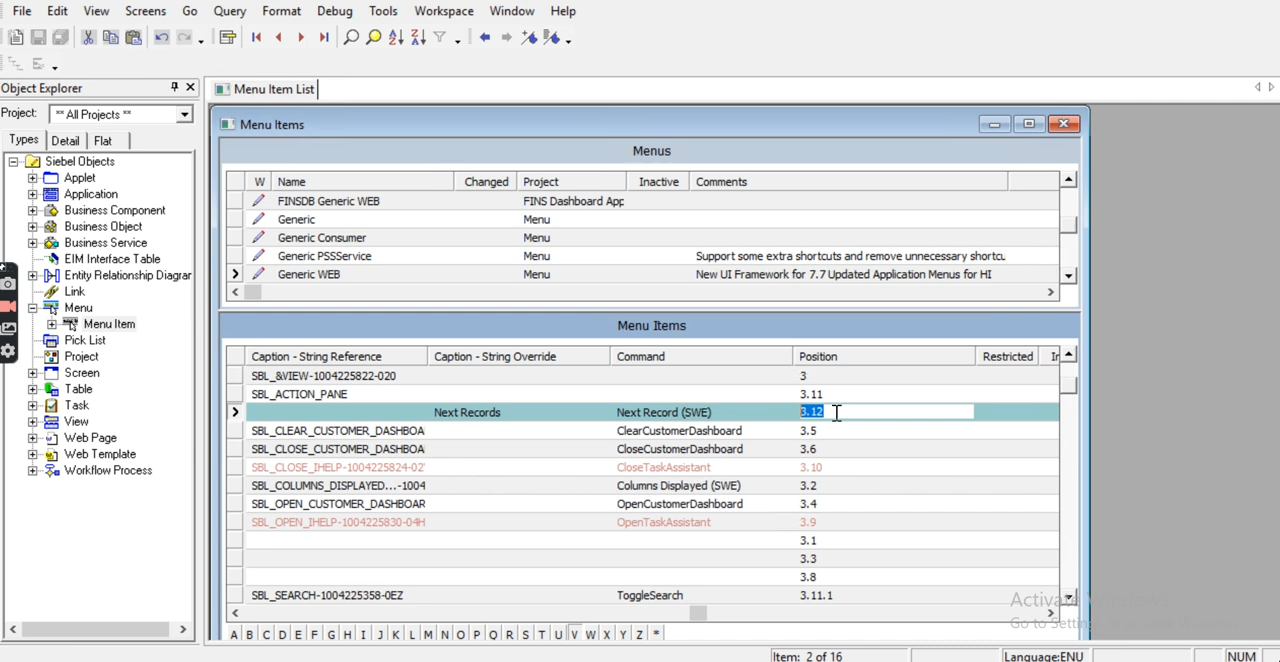 File Edit View Screens Go Query Format Debug Tools Workspace Window Help
Object Explorer
Project: ** All Projects **
Types Detail Flat
Siebel Objects
Applet
Application
Business Component
Business Object
Business Service
EIM Interface Table
Entity Relationship Diagrar
Link
Menu
Menu Item
Pick List
Project
Screen
Table
Task
View
Web Page
Web Template
Workflow Process
Menu Item List
Menu Items
Menus
W Name Changed Project Inactive Comments
FINSDB Generic WEB FINS Dashboard App
Generic Menu
Generic Consumer Menu
Generic PSSService Menu Support some extra shortcuts and remove unnecessary shortcu
Generic WEB Menu New UI Framework for 7.7 Updated Application Menus for HI
Menu Items
Caption - String Reference Caption - String Override Command Position Restricted Ir
SBL_&VIEW-1004225822-020 3
SBL_ACTION_PANE 3.11
Next Records Next Record (SWE) 3.12
SBL_CLEAR_CUSTOMER_DASHBOA ClearCustomerDashboard 3.5
SBL_CLOSE_CUSTOMER_DASHBOA CloseCustomerDashboard 3.6
SBL_CLOSE_IHELP-1004225824-02' CloseTaskAssistant 3.10
SBL_COLUMNS_DISPLAYED...-1004 Columns Displayed (SWE) 3.2
SBL_OPEN_CUSTOMER_DASHBOAR OpenCustomerDashboard 3.4
SBL_OPEN_IHELP-1004225830-04H OpenTaskAssistant 3.9
3.1
3.3
3.8
SBL_SEARCH-1004225358-0EZ ToggleSearch 3.11.1
A B C D E F G H I J K L M N O P Q R S T U V W X Y Z *
Activate Windows
Go to Setti
Item: 2 of 16 Language:ENU NUM